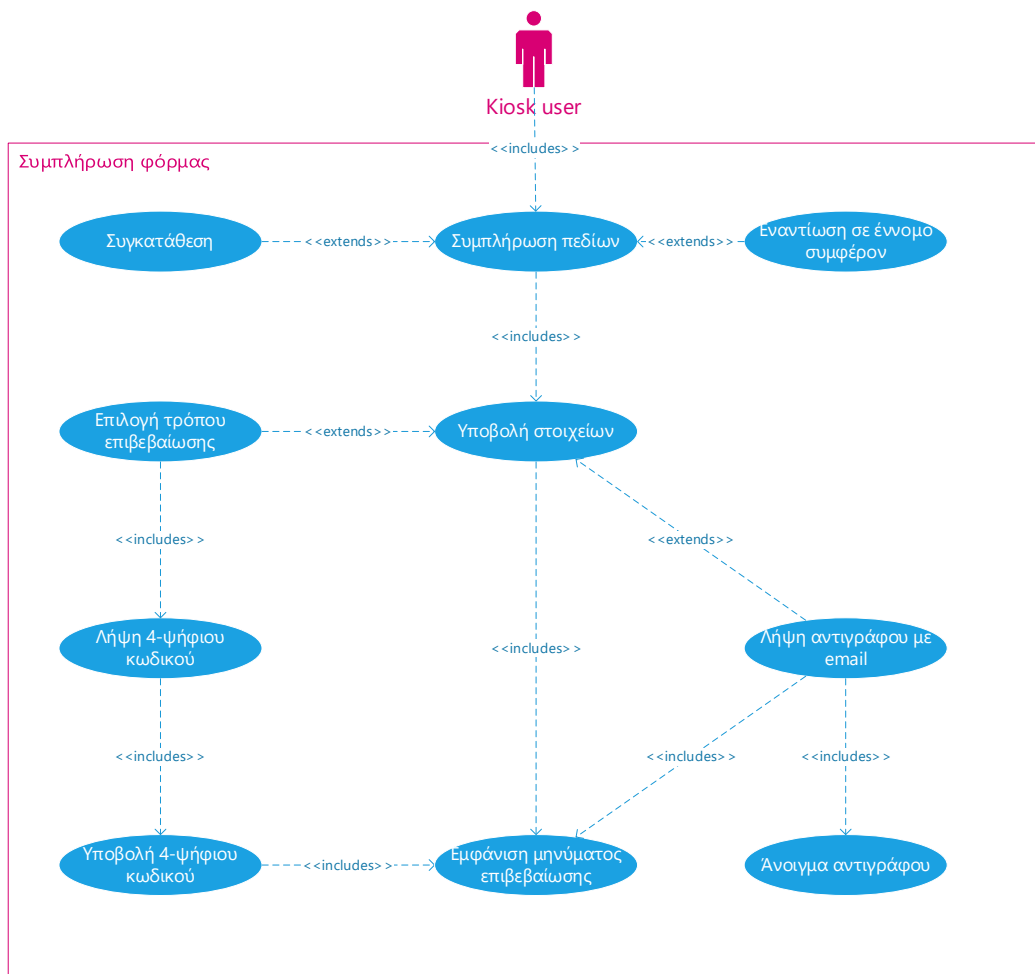 Kiosk user
<<includes>>
Συμπλήρωση φόρμας
Συγκατάθεση
<<extends>>
Συμπλήρωση πεδίων
<<extends>>
Εναντίωση σε έννομο
συμφέρον
<<includes>>
Επιλογή τρόπου
επιβεβαίωσης
<<extends>>
Υποβολή στοιχείων
<<includes>>
<<extends>>
Λήψη 4-ψήφιου
κωδικού
<<includes>>
Λήψη αντιγράφου με
email
<<includes>>
<<includes>>
<<includes>>
Υποβολή 4-ψήφιου
κωδικού
<<includes>>
Εμφάνιση μηνύματος
επιβεβαίωσης
Άνοιγμα αντιγράφου